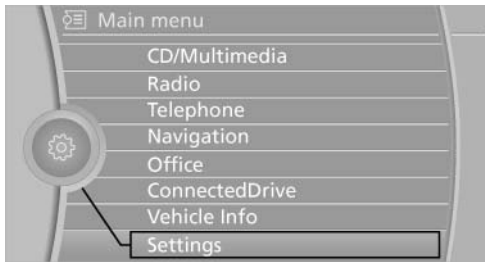 Main menu
CD/Multimedia
Radio
Telephone
Navigation
Office
ConnectedDrive
Vehicle Info
Settings